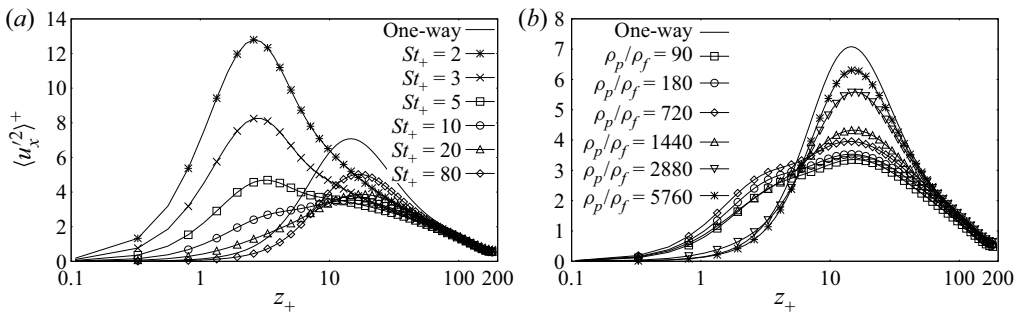 (a)
14
12
10
8
6
4
2
0
⟨u′x²⟩⁺
One-way
St₊ = 2
St₊ = 3
St₊ = 5
St₊ = 10
St₊ = 20
St₊ = 80
0.1 1 10 100 200
z₊
(b)
8
7
6
5
4
3
2
1
0
One-way
ρp/ρf = 90
ρp/ρf = 180
ρp/ρf = 720
ρp/ρf = 1440
ρp/ρf = 2880
ρp/ρf = 5760
0.1 1 10 100 200
z₊